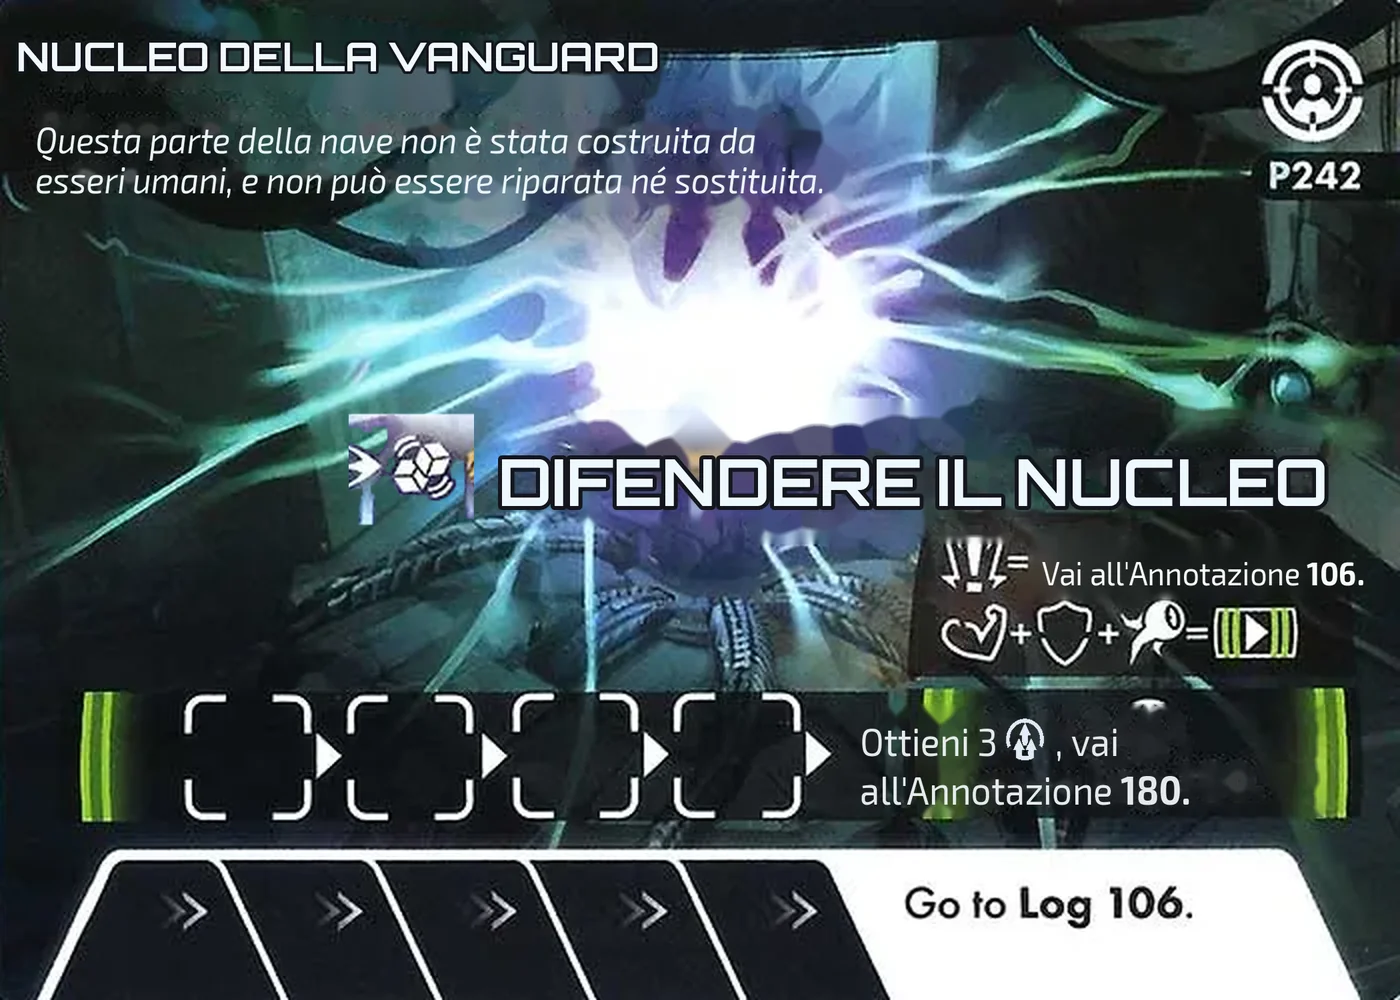 NUCLEO DELLA VANGUARD
Questa parte della nave non è stata costruita da
esseri umani, e non può essere riparata né sostituita.
P242
DIFENDERE IL NUCLEO
= Vai all'Annotazione 106.
+ + =
Ottieni 3 , vai
all'Annotazione 180.
Go to Log 106.